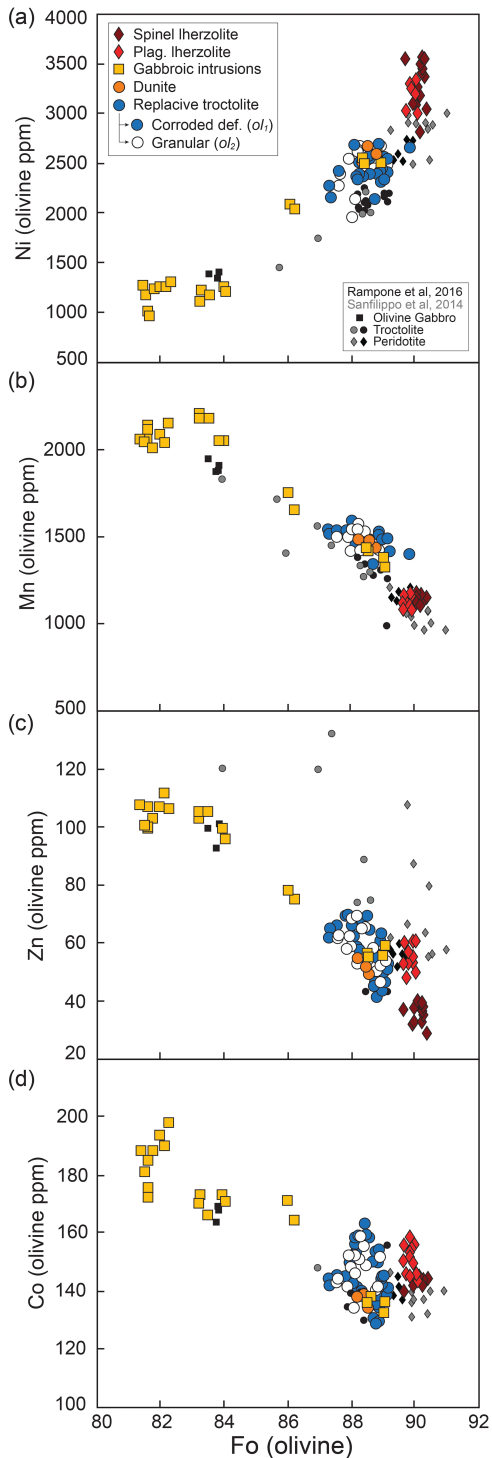 (a)
4000
3500
3000
2500
2000
1500
1000
500
Ni (olivine ppm)
Spinel lherzolite
Plag. lherzolite
Gabbroic intrusions
Dunite
Replacive troctolite
Corroded def. (ol₁)
Granular (ol₂)
Rampone et al, 2016
Sanfilippo et al, 2014
Olivine Gabbro
Troctolite
Peridotite
(b)
2000
1500
1000
500
Mn (olivine ppm)
(c)
120
100
80
60
40
20
Zn (olivine ppm)
(d)
200
180
160
140
120
100
Co (olivine ppm)
80 82 84 86 88 90 92
Fo (olivine)